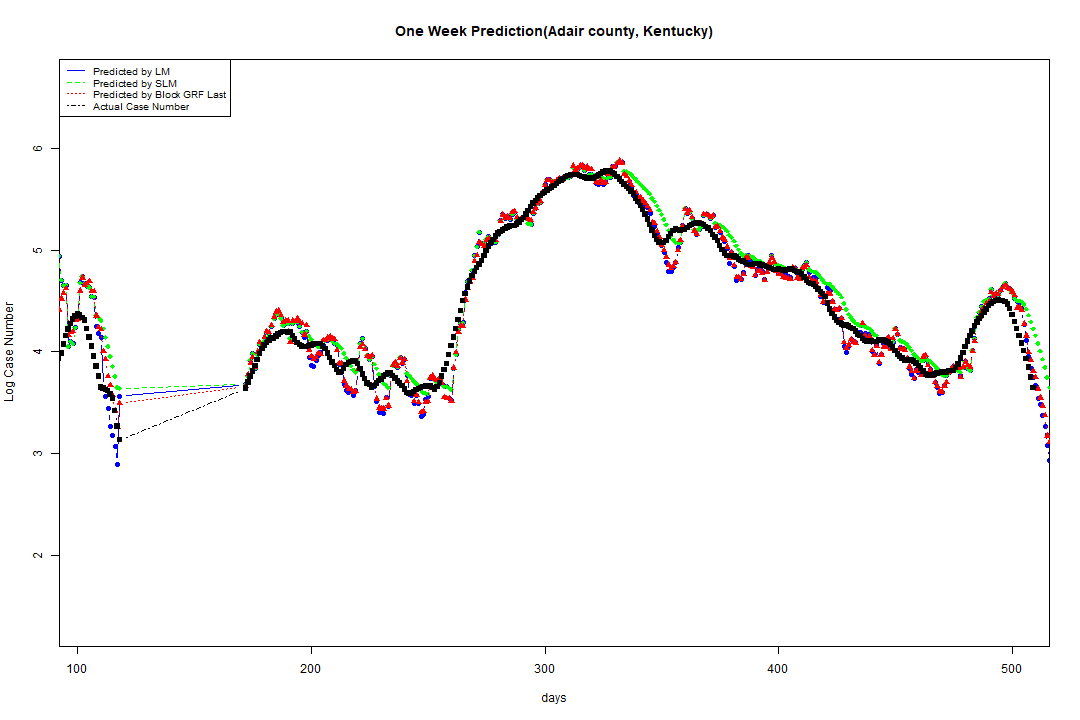 One Week Prediction(Adair county, Kentucky)
Predicted by LM
Predicted by SLM
Predicted by Block GRF Last
Actual Case Number
Log Case Number
6
5
4
3
2
100 200 300 400 500
days